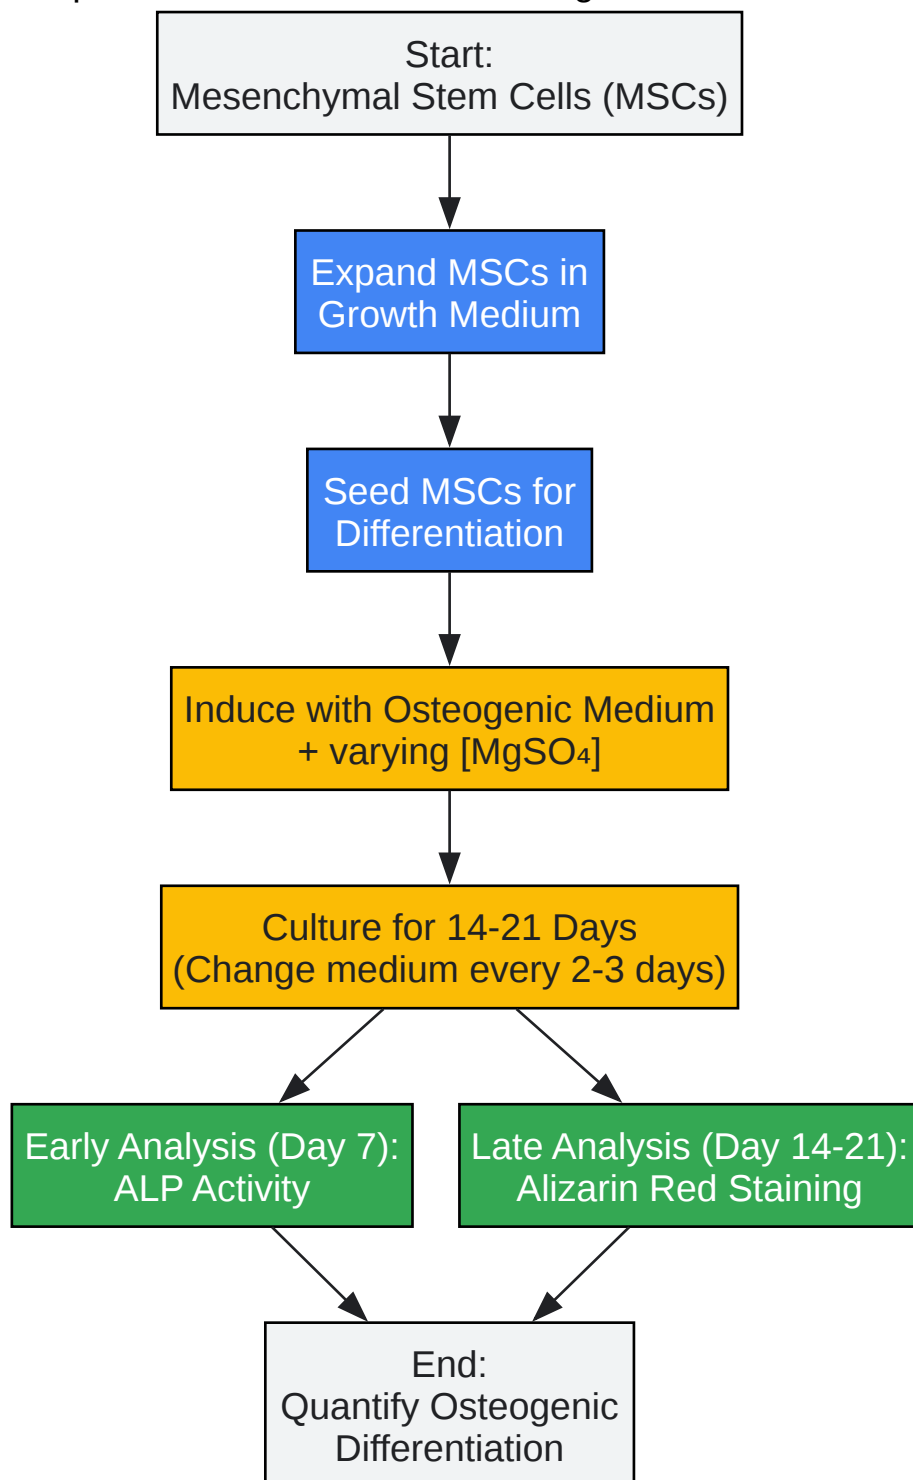 Start:
Mesenchymal Stem Cells (MSCs)
Expand MSCs in
Growth Medium
Seed MSCs for
Differentiation
Induce with Osteogenic Medium
+ varying [MgSO₄]
Culture for 14-21 Days
(Change medium every 2-3 days)
Early Analysis (Day 7):
ALP Activity
Late Analysis (Day 14-21):
Alizarin Red Staining
End:
Quantify Osteogenic
Differentiation